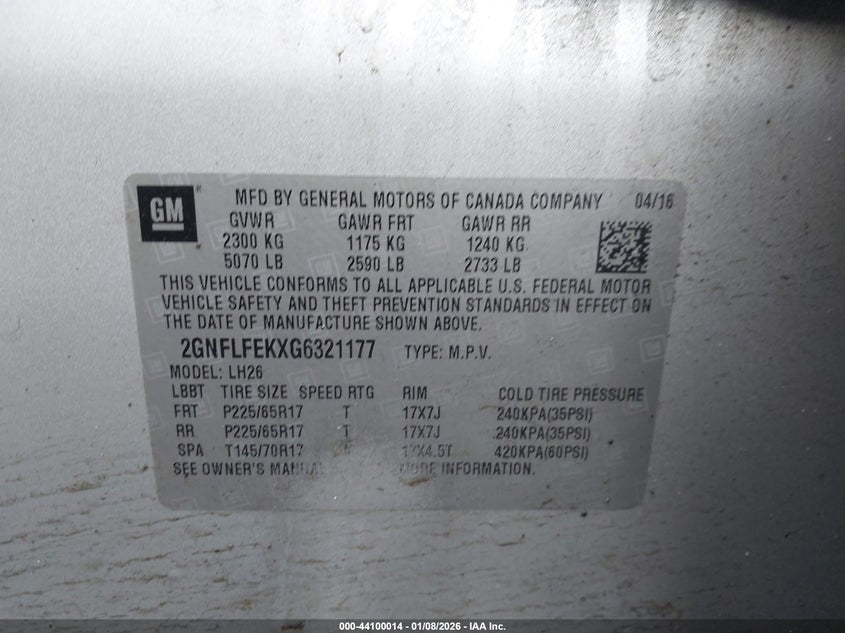 GM
MFD BY GENERAL MOTORS OF CANADA COMPANY 04/16
GVWR GAWR FRT GAWR RR
2300 KG 1175 KG 1240 KG
5070 LB 2590 LB 2733 LB
THIS VEHICLE CONFORMS TO ALL APPLICABLE U.S. FEDERAL MOTOR
VEHICLE SAFETY AND THEFT PREVENTION STANDARDS IN EFFECT ON
THE DATE OF MANUFACTURE SHOWN ABOVE.
2GNFLFEKXG6321177 TYPE: M.P.V.
MODEL: LH26
LBBT TIRE SIZE SPEED RTG RIM COLD TIRE PRESSURE
FRT P225/65R17 T 17X7J 240KPA(35PSI)
RR P225/65R17 T 17X7J 240KPA(35PSI)
SPA T145/70R17 17X4.5T 420KPA(60PSI)
SEE OWNER'S MANUAL MORE INFORMATION.
000-44100014 - 01/08/2026 - IAA Inc.